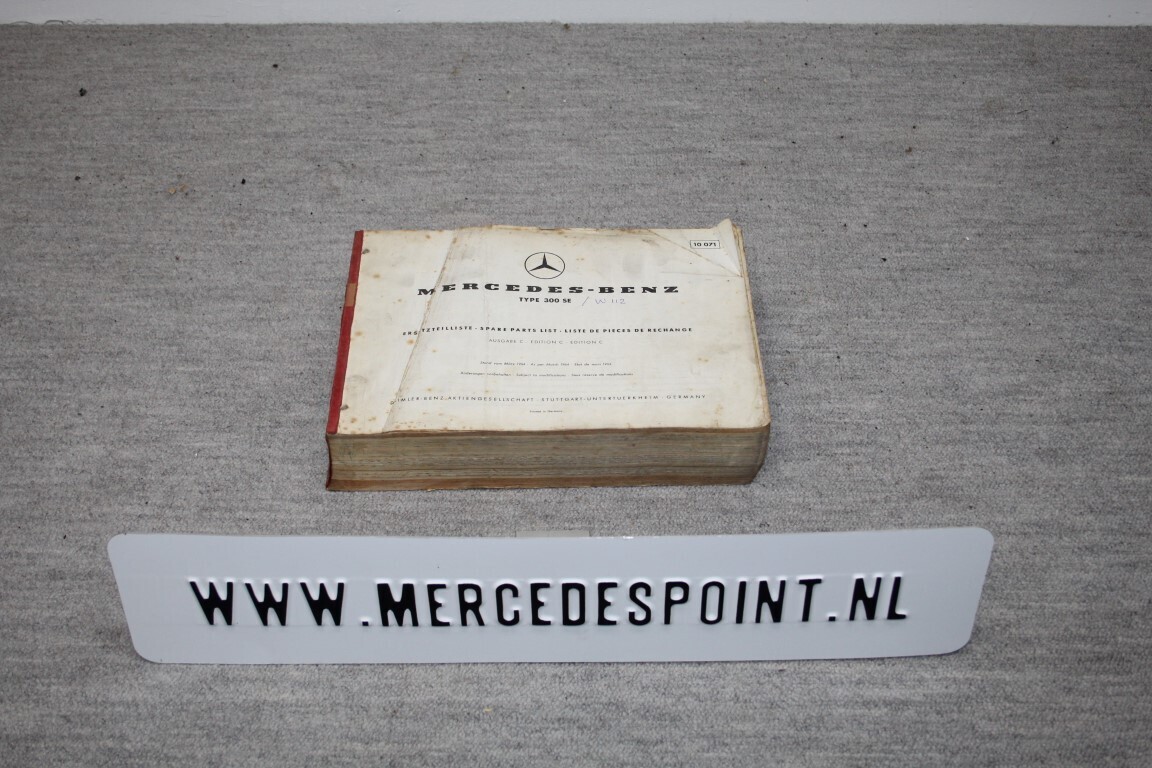 10 071
MERCEDES-BENZ
TYPE 300 SE / W 112
ERSATZTEILLISTE · SPARE PARTS LIST · LISTE DE PIECES DE RECHANGE
AUSGABE C · EDITION C · EDITION C
DAIMLER-BENZ AKTIENGESELLSCHAFT · STUTTGART-UNTERTUERKHEIM · GERMANY
WWW.MERCEDESPOINT.NL